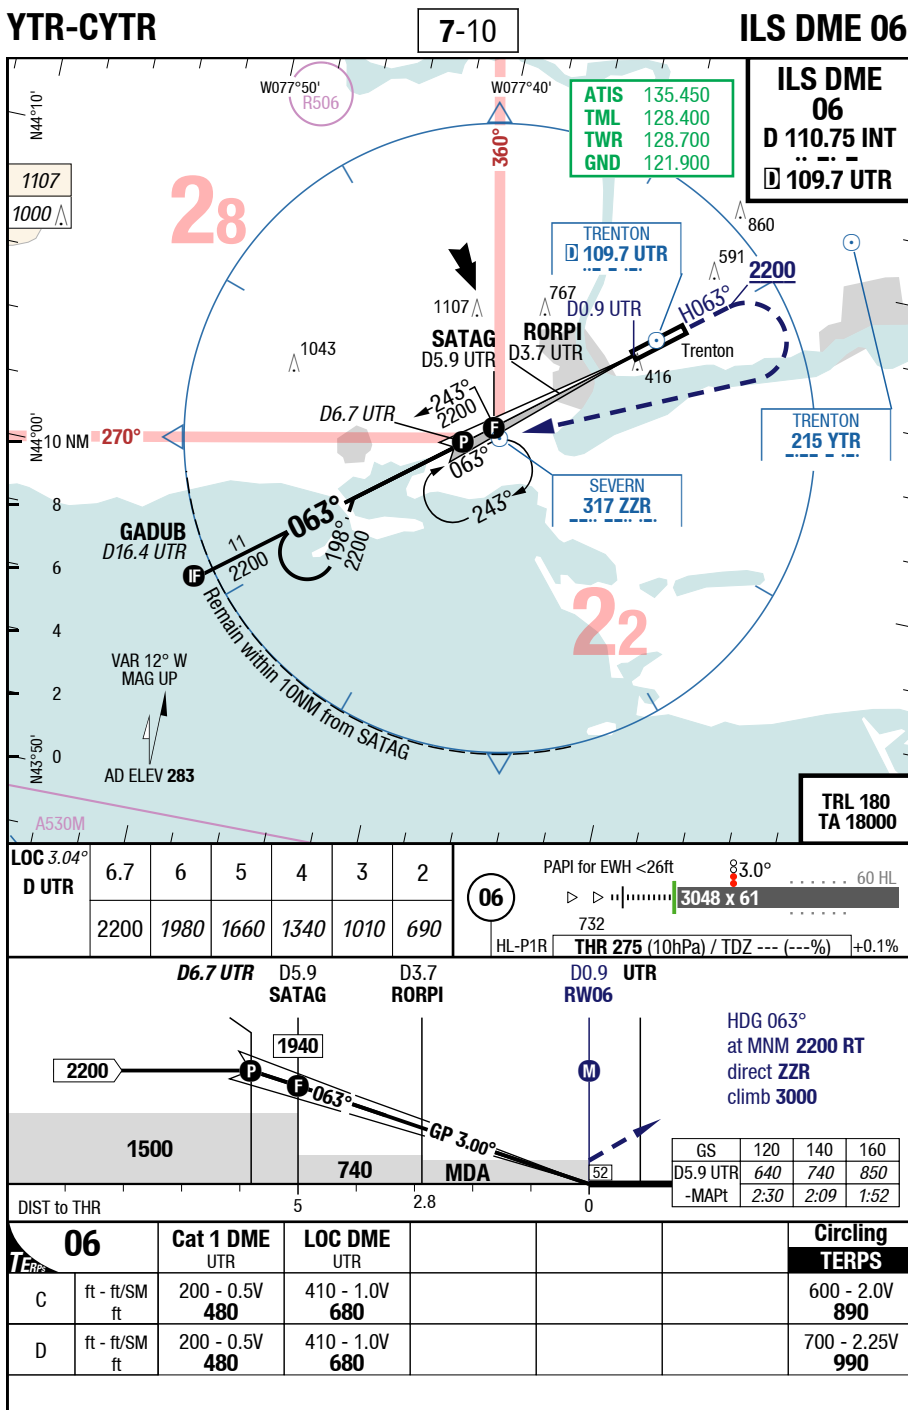 YTR-CYTR
7-10
ILS DME 06
W077°50'
W077°40'
R506
N44°10'
ATIS 135.450
TML 128.400
TWR 128.700
GND 121.900
ILS DME
06
D 110.75 INT
D 109.7 UTR
360°
1107
1000
28
860
TRENTON
D 109.7 UTR
591
2200
H063°
1107
767
D0.9 UTR
SATAG
D5.9 UTR
RORPI
D3.7 UTR
1043
Trenton
416
243°
2200
D6.7 UTR
N44°00'
10 NM
270°
P
F
063°
243°
TRENTON
215 YTR
SEVERN
317 ZZR
8
GADUB
D16.4 UTR
063°
11
2200
198°
2200
6
IF
Remain within 10NM from SATAG
22
4
VAR 12° W
MAG UP
2
N43°50'
0
AD ELEV 283
A530M
TRL 180
TA 18000
LOC 3.04°
D UTR
6.7 6 5 4 3 2
2200 1980 1660 1340 1010 690
06
PAPI for EWH <26ft
3.0°
60 HL
3048 x 61
732
HL-P1R
THR 275 (10hPa) / TDZ --- (---%)
+0.1%
D6.7 UTR
D5.9
SATAG
D3.7
RORPI
D0.9
RW06
UTR
HDG 063°
at MNM 2200 RT
direct ZZR
climb 3000
1940
2200
P
F
063°
GP 3.00°
M
1500
740
MDA
52
GS 120 140 160
D5.9 UTR 640 740 850
-MAPt 2:30 2:09 1:52
DIST to THR
5
2.8
0
TERPS
06
Cat 1 DME
UTR
LOC DME
UTR
Circling
TERPS
C
ft - ft/SM
ft
200 - 0.5V
480
410 - 1.0V
680
600 - 2.0V
890
D
ft - ft/SM
ft
200 - 0.5V
480
410 - 1.0V
680
700 - 2.25V
990